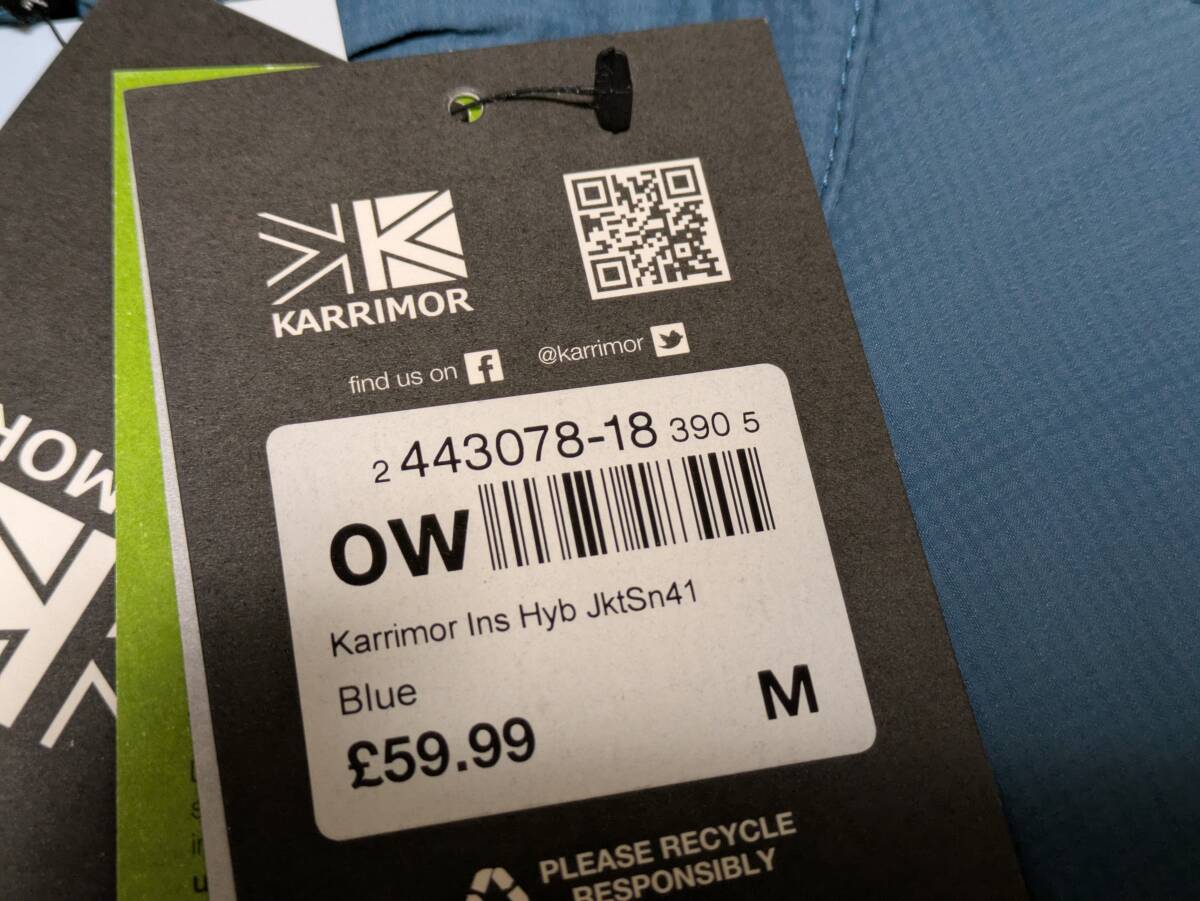 KARRIMOR
find us on
@karrimor
2 443078-18 390 5
OW
Karrimor Ins Hyb JktSn41
Blue
M
£59.99
PLEASE RECYCLE
RESPONSIBLY